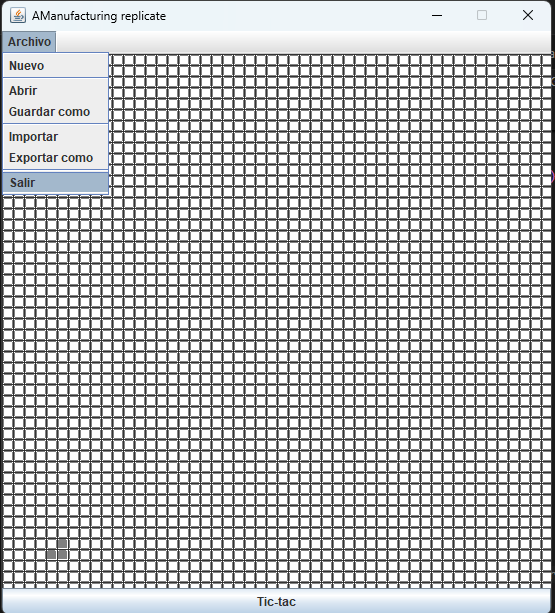 AManufacturing replicate
Archivo
Nuevo
Abrir
Guardar como
Importar
Exportar como
Salir
Tic-tac